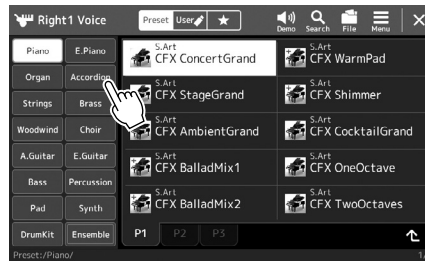 Right1 Voice
Preset User
Demo Search File Menu
Piano E.Piano
Organ Accordion
Strings Brass
Woodwind Choir
A.Guitar E.Guitar
Bass Percussion
Pad Synth
DrumKit Ensemble
S.Art
CFX ConcertGrand
S.Art
CFX WarmPad
S.Art
CFX StageGrand
S.Art
CFX Shimmer
S.Art
CFX AmbientGrand
S.Art
CFX CocktailGrand
S.Art
CFX BalladMix1
S.Art
CFX OneOctave
S.Art
CFX BalladMix2
S.Art
CFX TwoOctaves
P1 P2 P3
Preset:/Piano/